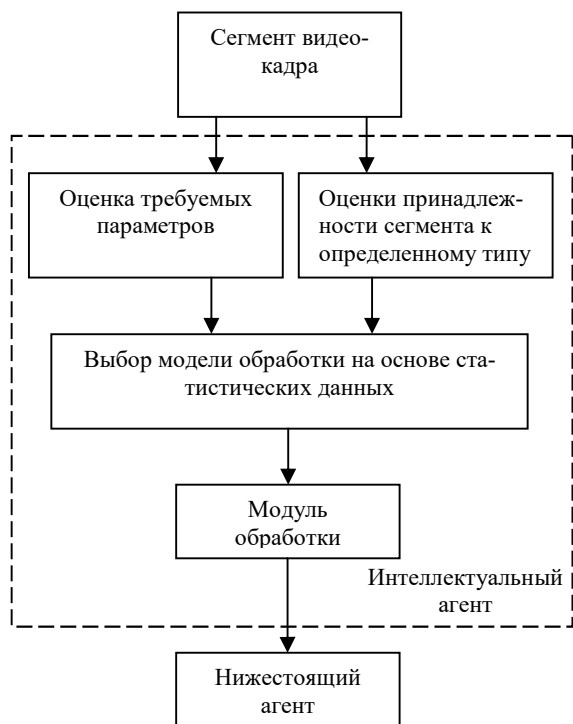 Сегмент видео-
кадра
Оценка требуемых
параметров
Оценки принадлеж-
ности сегмента к
определенному типу
Выбор модели обработки на основе ста-
тистических данных
Модуль
обработки
Интеллектуальный
агент
Нижестоящий
агент